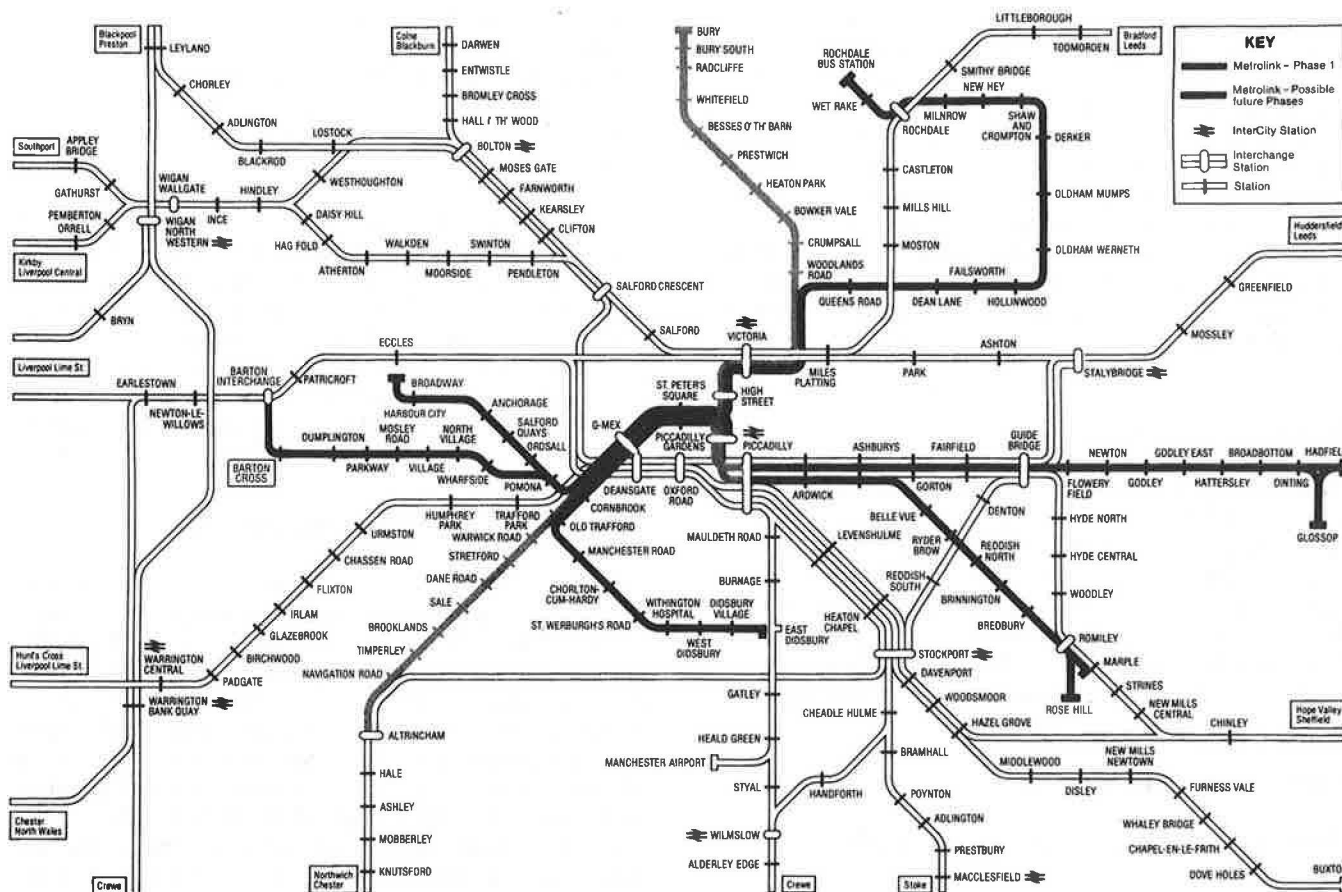 Blackpool
Preston
LEYLAND
CHORLEY
ADLINGTON
BLACKROD
LOSTOCK
Colne
Blackburn
DARWEN
ENTWISTLE
BROMLEY CROSS
HALL I' TH' WOOD
BOLTON
MOSES GATE
FARNWORTH
KEARSLEY
CLIFTON
SALFORD CRESCENT
SALFORD
Southport
APPLEY
BRIDGE
GATHURST
PEMBERTON
ORRELL
Kirkby
Liverpool Central
WIGAN
WALLGATE
WIGAN
NORTH
WESTERN
INCE
HINDLEY
WESTHOUGHTON
DAISY HILL
HAG FOLD
ATHERTON
WALKDEN
MOORSIDE
SWINTON
PENDLETON
BRYN
Liverpool Lime St
BURY
BURY SOUTH
RADCLIFFE
WHITEFIELD
BESSES O' TH' BARN
PRESTWICH
HEATON PARK
BOWKER VALE
CRUMPSALL
WOODLANDS
ROAD
ROCHDALE
BUS STATION
WET RAKE
ROCHDALE
MILNROW
NEW HEY
SHAW
AND
CROMPTON
DERKER
OLDHAM MUMPS
OLDHAM WERNETH
HOLLINWOOD
FAILSWORTH
DEAN LANE
QUEENS ROAD
LITTLEBOROUGH
TOOMORDEN
SMITHY BRIDGE
Bradford
Leeds
CASTLETON
MILLS HILL
MOSTON
KEY
Metrolink - Phase 1
Metrolink - Possible
future Phases
InterCity Station
Interchange
Station
Station
Huddersfield
Leeds
GREENFIELD
MOSSLEY
STALYBRIDGE
ASHTON
PARK
MILES
PLATTING
VICTORIA
HIGH
STREET
ST. PETER'S
SQUARE
PICCADILLY
GARDENS
PICCADILLY
G-MEX
ECCLES
PATRICROFT
BARTON
INTERCHANGE
EARLESTOWN
NEWTON-LE-
WILLOWS
BROADWAY
HARBOUR CITY
ANCHORAGE
SALFORD
QUAYS
ORDSALL
DUMPLINGTON
MOSLEY
ROAD
NORTH
VILLAGE
BARTON
CROSS
PARKWAY
VILLAGE
WHARFSIDE
POMONA
DEANSGATE
OXFORD
ROAD
CORNBROOK
ASHBURYS
FAIRFIELD
GUIDE
BRIDGE
ARDWICK
GORTON
BELLE VUE
RYDER
BROW
REDDISH
NORTH
BRINNINGTON
BREDBURY
ROMILEY
MARPLE
ROSE HILL
STRINES
NEW MILLS
CENTRAL
CHINLEY
Hope Valley
Sheffield
NEWTON
FLOWERY
FIELD
GODLEY
GODLEY EAST
HATTERSLEY
BROADBOTTOM
DINTING
HADFIEL
GLOSSOP
DENTON
REDDISH
SOUTH
HYDE NORTH
HYDE CENTRAL
WOODLEY
HUMPHREY
PARK
TRAFFORD
PARK
URMSTON
CHASSEN ROAD
FLIXTON
IRLAM
GLAZEBROOK
BIRCHWOOD
PADGATE
WARRINGTON
CENTRAL
WARRINGTON
BANK QUAY
Hunt's Cross
Liverpool Lime St.
Chester
North Wales
Crewe
OLD TRAFFORD
WARWICK ROAD
STRETFORD
DANE ROAD
SALE
BROOKLANDS
TIMPERLEY
NAVIGATION ROAD
ALTRINCHAM
HALE
ASHLEY
MOBBERLEY
KNUTSFORD
Northwich
Chester
MANCHESTER ROAD
CHORLTON-
CUM-HARDY
ST. WERBURGH'S ROAD
WITHINGTON
HOSPITAL
WEST
DIDSBURY
DIDSBURY
VILLAGE
EAST
DIDSBURY
MAULDETH ROAD
BURNAGE
GATLEY
HEALD GREEN
MANCHESTER AIRPORT
STYAL
WILMSLOW
ALDERLEY EDGE
Crewe
LEVENSHULME
HEATON
CHAPEL
STOCKPORT
DAVENPORT
WOODSMOOR
HAZEL GROVE
MIDDLEWOOD
DISLEY
NEW MILLS
NEWTOWN
FURNESS VALE
WHALEY BRIDGE
CHAPEL-EN-LE-FRITH
DOVE HOLES
BUXTO
CHEADLE HULME
HANDFORTH
BRAMHALL
POYNTON
ADLINGTON
PRESTBURY
MACCLESFIELD
Stoke